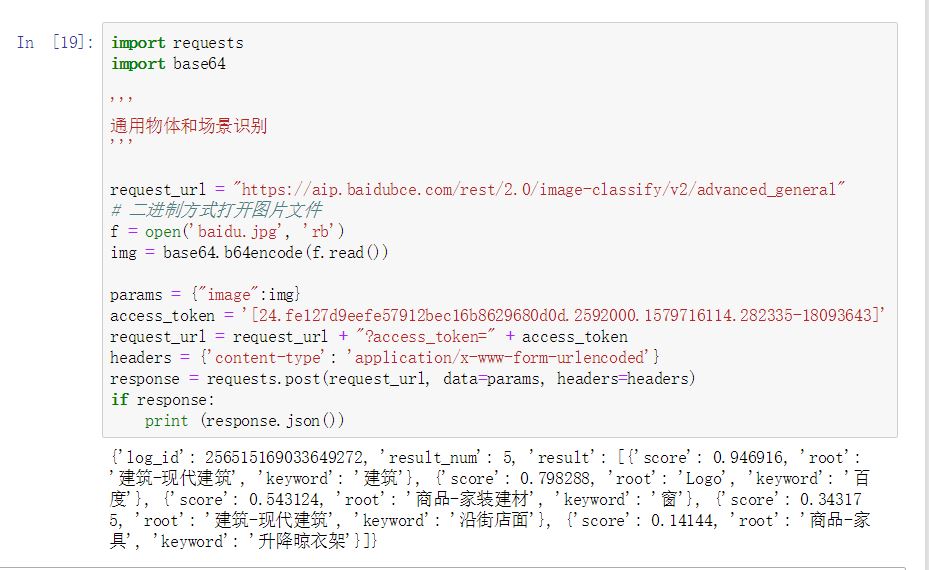 In [19]:
import requests
import base64
'''
通用物体和场景识别
'''
request_url = "https://aip.baidubce.com/rest/2.0/image-classify/v2/advanced_general"
# 二进制方式打开图片文件
f = open('baidu.jpg', 'rb')
img = base64.b64encode(f.read())
params = {"image":img}
access_token = '[24.fe127d9eefe57912bec16b8629680d0d.2592000.1579716114.282335-18093643]'
request_url = request_url + "?access_token=" + access_token
headers = {'content-type': 'application/x-www-form-urlencoded'}
response = requests.post(request_url, data=params, headers=headers)
if response:
    print (response.json())
{'log_id': 256515169033649272, 'result_num': 5, 'result': [{'score': 0.946916, 'root':
'建筑-现代建筑', 'keyword': '建筑'}, {'score': 0.798288, 'root': 'Logo', 'keyword': '百
度'}, {'score': 0.543124, 'root': '商品-家装建材', 'keyword': '窗'}, {'score': 0.34317
5, 'root': '建筑-现代建筑', 'keyword': '沿街店面'}, {'score': 0.14144, 'root': '商品-家
具', 'keyword': '升降晾衣架'}]}